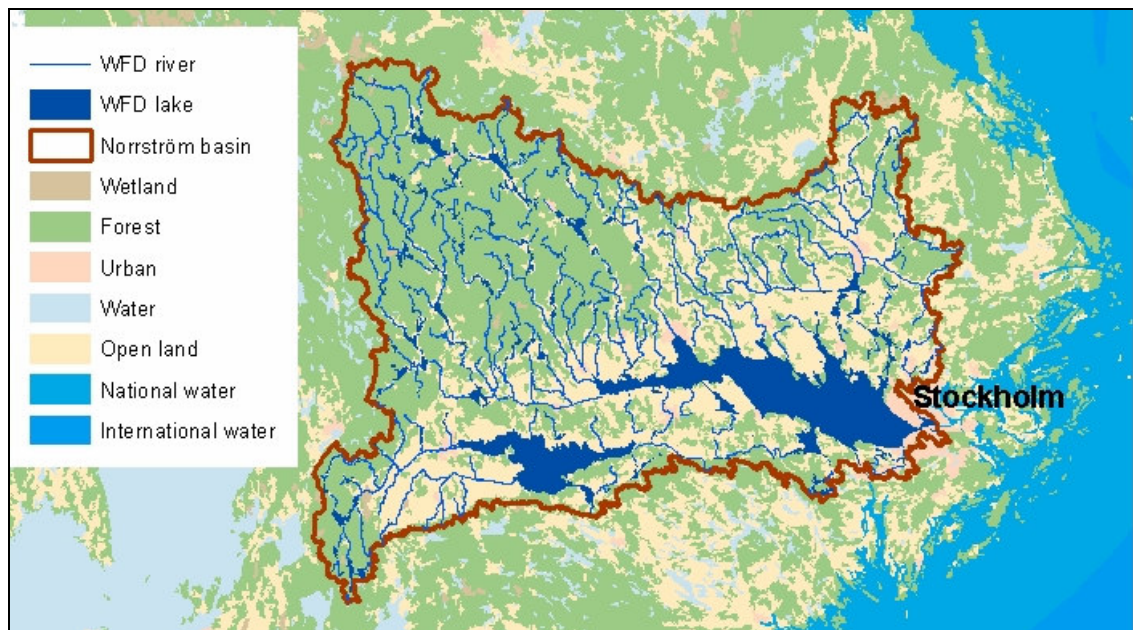 WFD river
WFD lake
Norrström basin
Wetland
Forest
Urban
Water
Open land
National water
International water
Stockholm